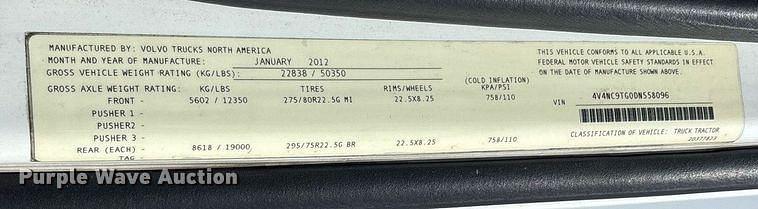 MANUFACTURED BY: VOLVO TRUCKS NORTH AMERICA
MONTH AND YEAR OF MANUFACTURE: JANUARY 2012
GROSS VEHICLE WEIGHT RATING (KG/LBS): 22838 / 50350
GROSS AXLE WEIGHT RATING: KG/LBS TIRES RIMS/WHEELS (COLD INFLATION) KPA/PSI
FRONT - 5602 / 12350 275/80R22.5G M1 22.5X8.25 758/110
PUSHER 1 -
PUSHER2 -
PUSHER 3 -
REAR (EACH) - 8618 / 19000 295/75R22.5G BR 22.5X8.25 758/110
TAG
THIS VEHICLE CONFORMS TO ALL APPLICABLE U.S.A.
FEDERAL MOTOR VEHICLE SAFETY STANDARDS IN EFFECT
ON THE DATE OF MANUFACTURE SHOWN ABOVE.
VIN 4V4NC9TG0DN558096
CLASSIFICATION OF VEHICLE: TRUCK TRACTOR
Purple Wave Auction